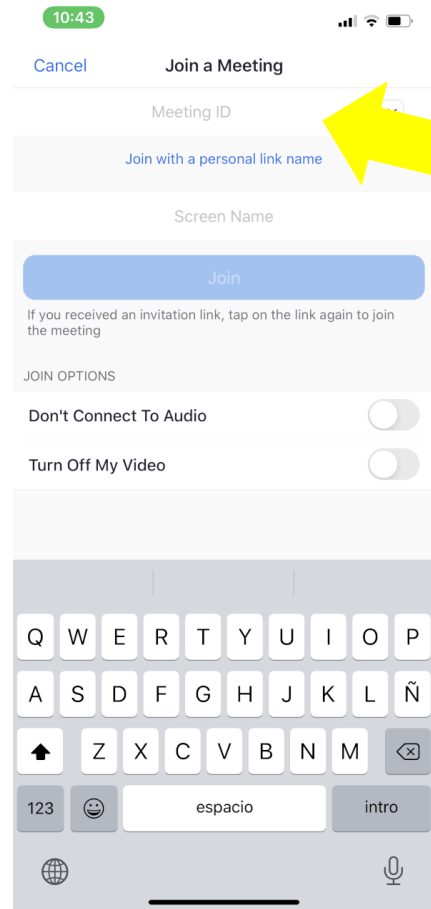 10:43
Cancel Join a Meeting
Meeting ID
Join with a personal link name
Screen Name
Join
If you received an invitation link, tap on the link again to join
the meeting
JOIN OPTIONS
Don't Connect To Audio
Turn Off My Video
Q W E R T Y U I O P
A S D F G H J K L Ñ
Z X C V B N M
123 espacio intro